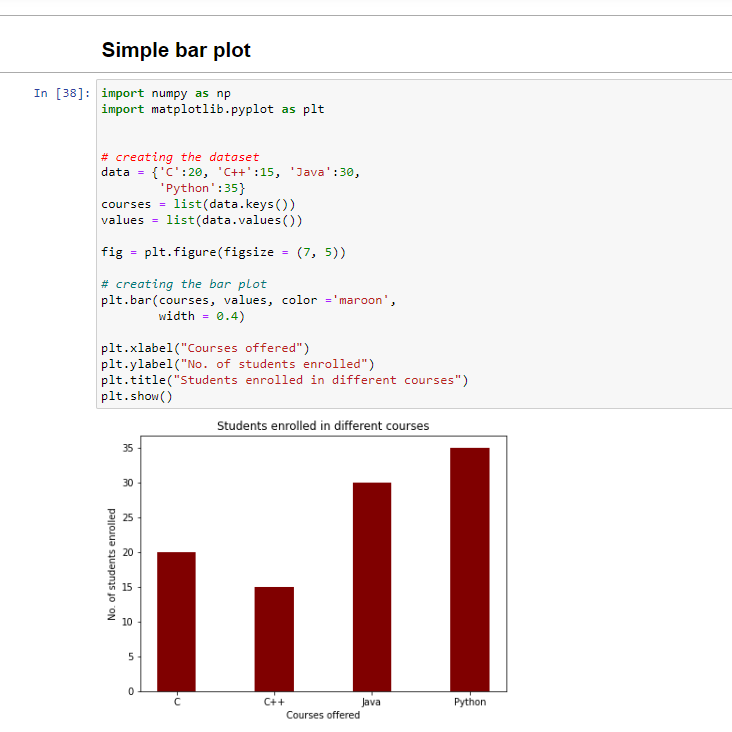 Simple bar plot
In [38]:
import numpy as np
import matplotlib.pyplot as plt
# creating the dataset
data = {'C':20, 'C++':15, 'Java':30,
'Python':35}
courses = list(data.keys())
values = list(data.values())
fig = plt.figure(figsize = (7, 5))
# creating the bar plot
plt.bar(courses, values, color ='maroon',
width = 0.4)
plt.xlabel("Courses offered")
plt.ylabel("No. of students enrolled")
plt.title("Students enrolled in different courses")
plt.show()
Students enrolled in different courses
No. of students enrolled
35
30
25
20
15
10
5
0
C C++ Java Python
Courses offered